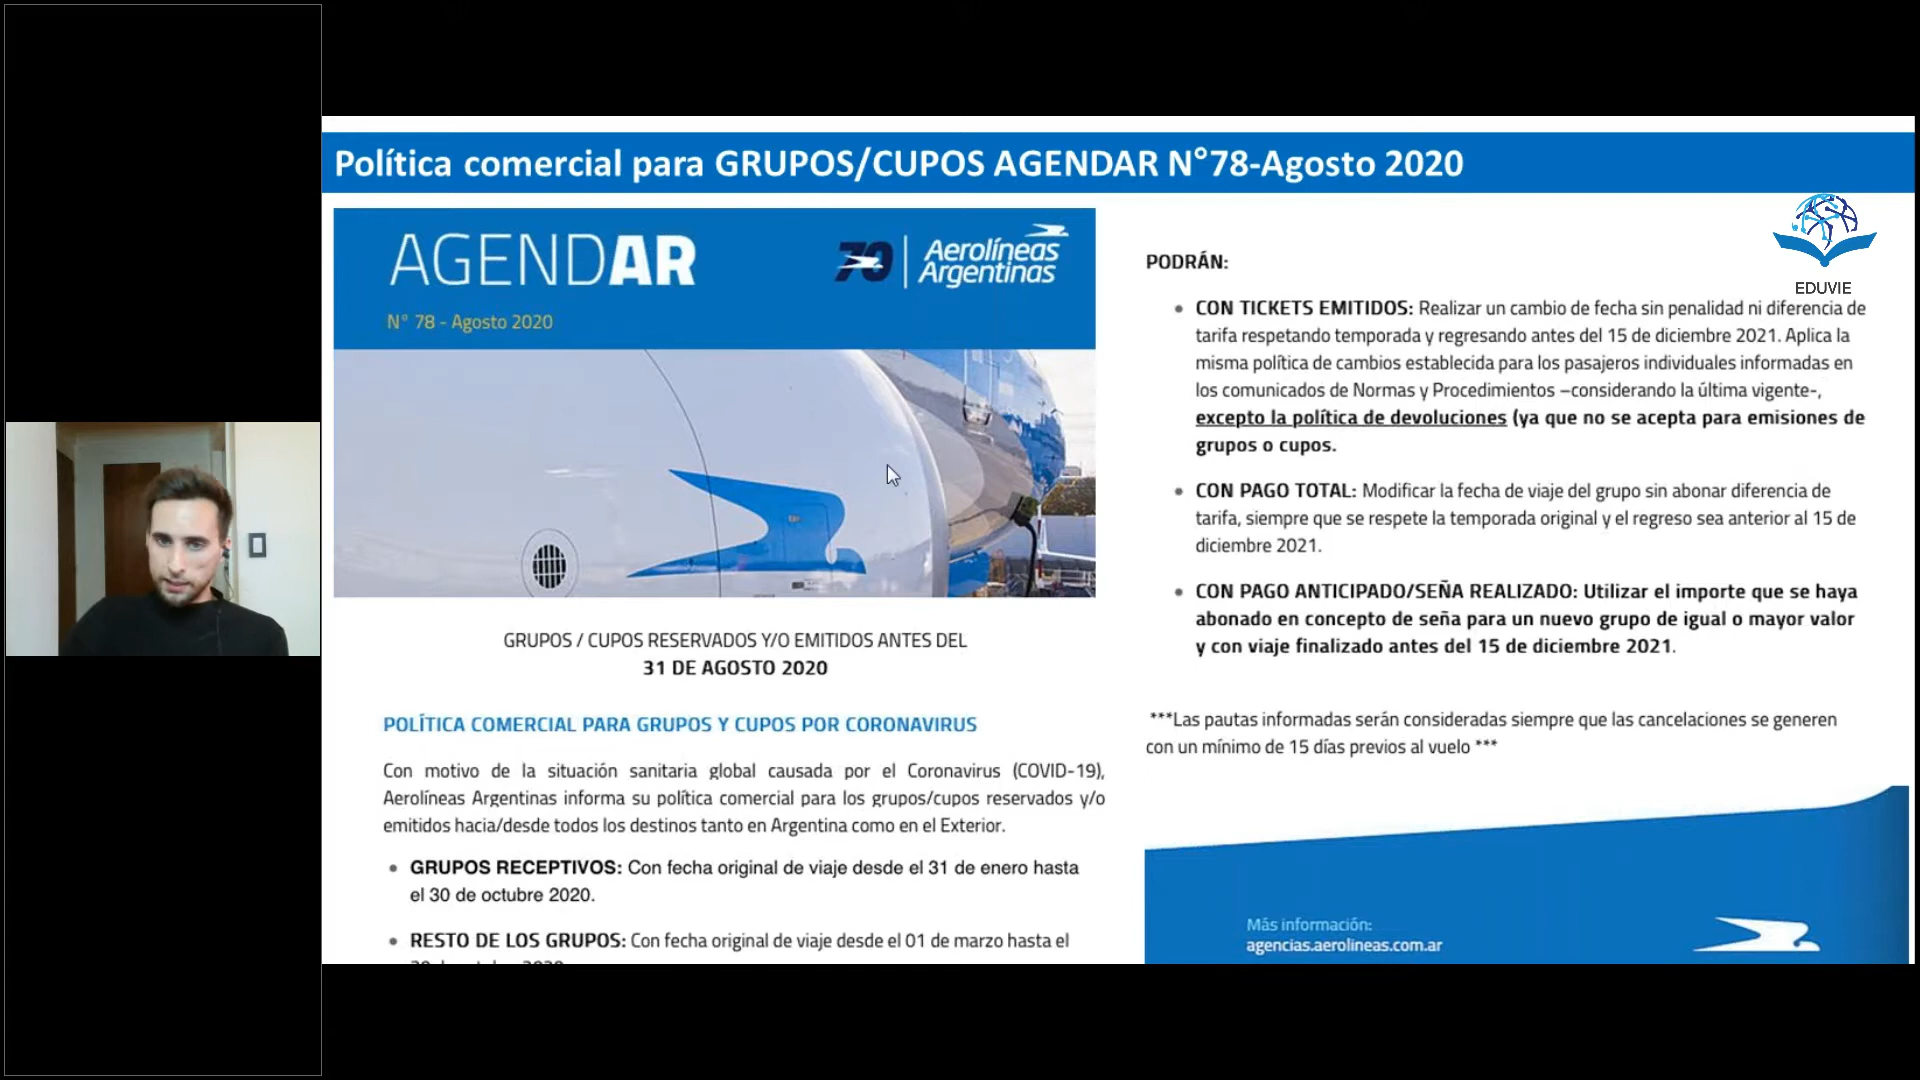 Política comercial para GRUPOS/CUPOS AGENDAR N°78-Agosto 2020
AGENDAR
70
Aerolíneas
Argentinas
N° 78 - Agosto 2020
GRUPOS / CUPOS RESERVADOS Y/O EMITIDOS ANTES DEL
31 DE AGOSTO 2020
POLÍTICA COMERCIAL PARA GRUPOS Y CUPOS POR CORONAVIRUS
Con motivo de la situación sanitaria global causada por el Coronavirus (COVID-19),
Aerolíneas Argentinas informa su política comercial para los grupos/cupos reservados y/o
emitidos hacia/desde todos los destinos tanto en Argentina como en el Exterior.
• GRUPOS RECEPTIVOS: Con fecha original de viaje desde el 31 de enero hasta
el 30 de octubre 2020.
• RESTO DE LOS GRUPOS: Con fecha original de viaje desde el 01 de marzo hasta el
EDUVIE
PODRÁN:
• CON TICKETS EMITIDOS: Realizar un cambio de fecha sin penalidad ni diferencia de
tarifa respetando temporada y regresando antes del 15 de diciembre 2021. Aplica la
misma política de cambios establecida para los pasajeros individuales informadas en
los comunicados de Normas y Procedimientos –considerando la última vigente-,
excepto la política de devoluciones (ya que no se acepta para emisiones de
grupos o cupos.
• CON PAGO TOTAL: Modificar la fecha de viaje del grupo sin abonar diferencia de
tarifa, siempre que se respete la temporada original y el regreso sea anterior al 15 de
diciembre 2021.
• CON PAGO ANTICIPADO/SEÑA REALIZADO: Utilizar el importe que se haya
abonado en concepto de seña para un nuevo grupo de igual o mayor valor
y con viaje finalizado antes del 15 de diciembre 2021.
***Las pautas informadas serán consideradas siempre que las cancelaciones se generen
con un mínimo de 15 días previos al vuelo ***
Más información:
agencias.aerolineas.com.ar